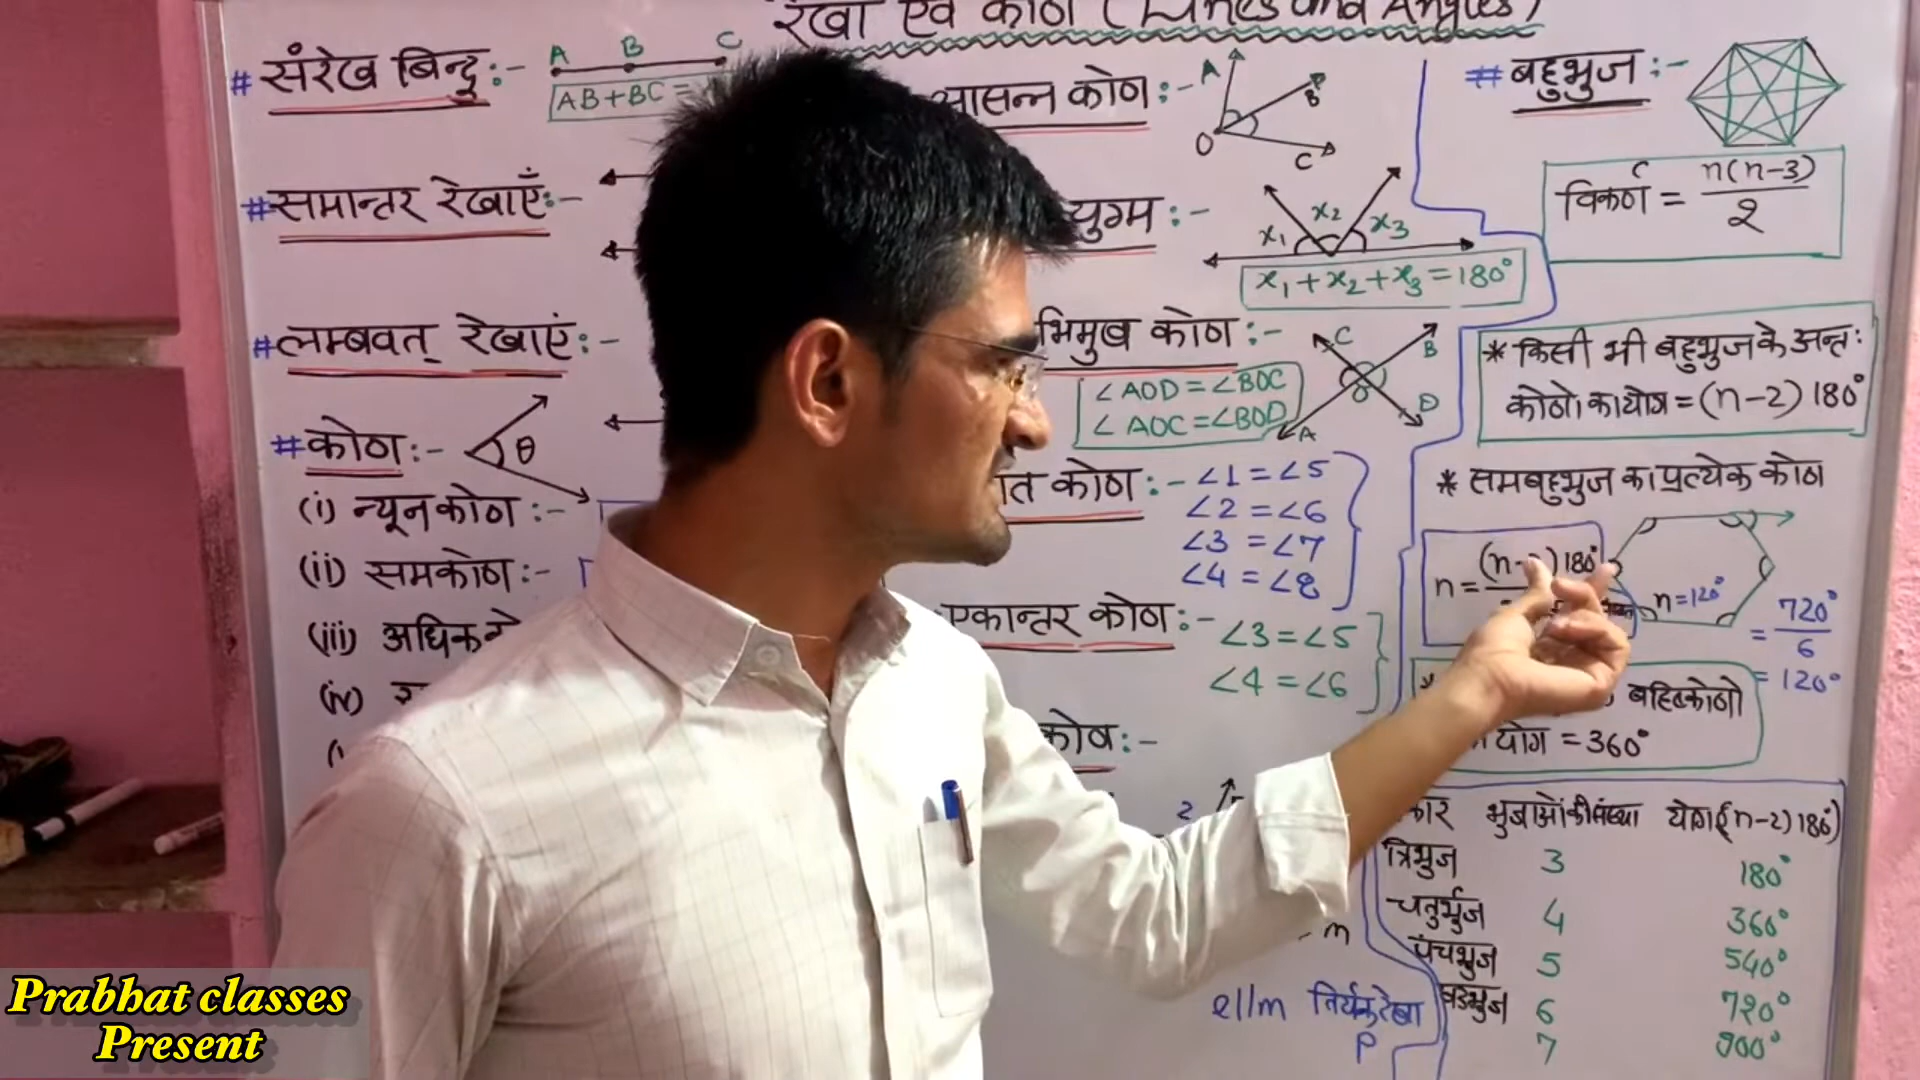 रेखा एवं कोण (Lines and Angles)
# संरेख बिन्दु :-
A B C
AB+BC=
# समान्तर रेखाएँ :-
# लम्बवत् रेखाएं :-
# कोण :- θ
(i) न्यून कोण :-
(ii) समकोण :-
(iii)
(iv)
आसन्न कोण :-
A B O C
युग्म :-
x₁ x₂ x₃
x₁+x₂+x₃=180°
भिमुख कोण :-
∠AOD=∠BOC
∠AOC=∠BOD
C B O A D
कोण :- ∠1=∠5
∠2=∠6
∠3=∠7
∠4=∠8
एकान्तर कोण :- ∠3=∠5
∠4=∠6
कोण :-
2
m
ellm तिर्यक रेखा
P
# बहुभुज :-
विकर्ण = n(n-3)/2
* किसी भी बहुभुज के अन्तः
कोणो का योग = (n-2) 180°
* समबहुभुज का प्रत्येक कोण
n= 180°
n=120°
= 720°/6
= 120°
बहिष्कोणो
योग = 360°
भुजाओं की संख्या योग (n-2) 180°)
त्रिभुज 3 180°
चतुर्भुज 4 360°
पंचभुज 5 540°
षडभुज 6 720°
7 900°
Prabhat classes
Present